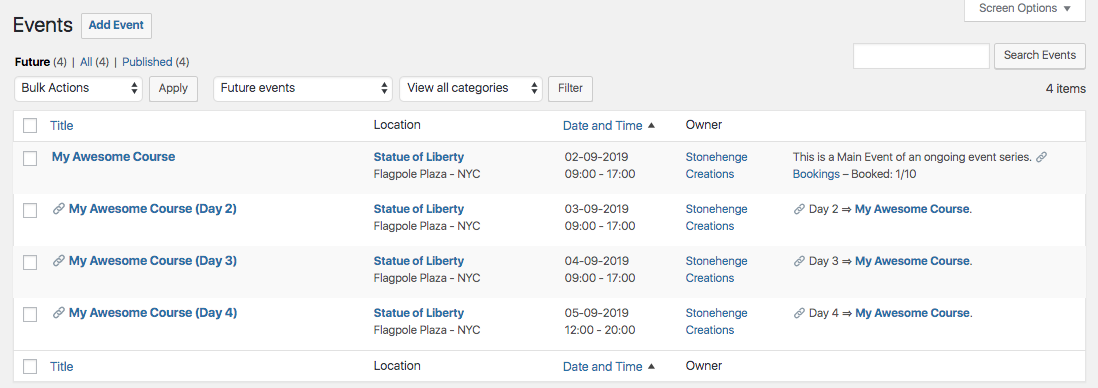 Screen Options ▼
Events Add Event
Future (4) | All (4) | Published (4)
Search Events
Bulk Actions Apply Future events View all categories Filter 4 items
Title Location Date and Time ▲ Owner
My Awesome Course Statue of Liberty 02-09-2019 Stonehenge This is a Main Event of an ongoing event series.
Flagpole Plaza - NYC 09:00 - 17:00 Creations Bookings – Booked: 1/10
My Awesome Course (Day 2) Statue of Liberty 03-09-2019 Stonehenge Day 2 ⇒ My Awesome Course.
Flagpole Plaza - NYC 09:00 - 17:00 Creations
My Awesome Course (Day 3) Statue of Liberty 04-09-2019 Stonehenge Day 3 ⇒ My Awesome Course.
Flagpole Plaza - NYC 09:00 - 17:00 Creations
My Awesome Course (Day 4) Statue of Liberty 05-09-2019 Stonehenge Day 4 ⇒ My Awesome Course.
Flagpole Plaza - NYC 12:00 - 20:00 Creations
Title Location Date and Time ▲ Owner